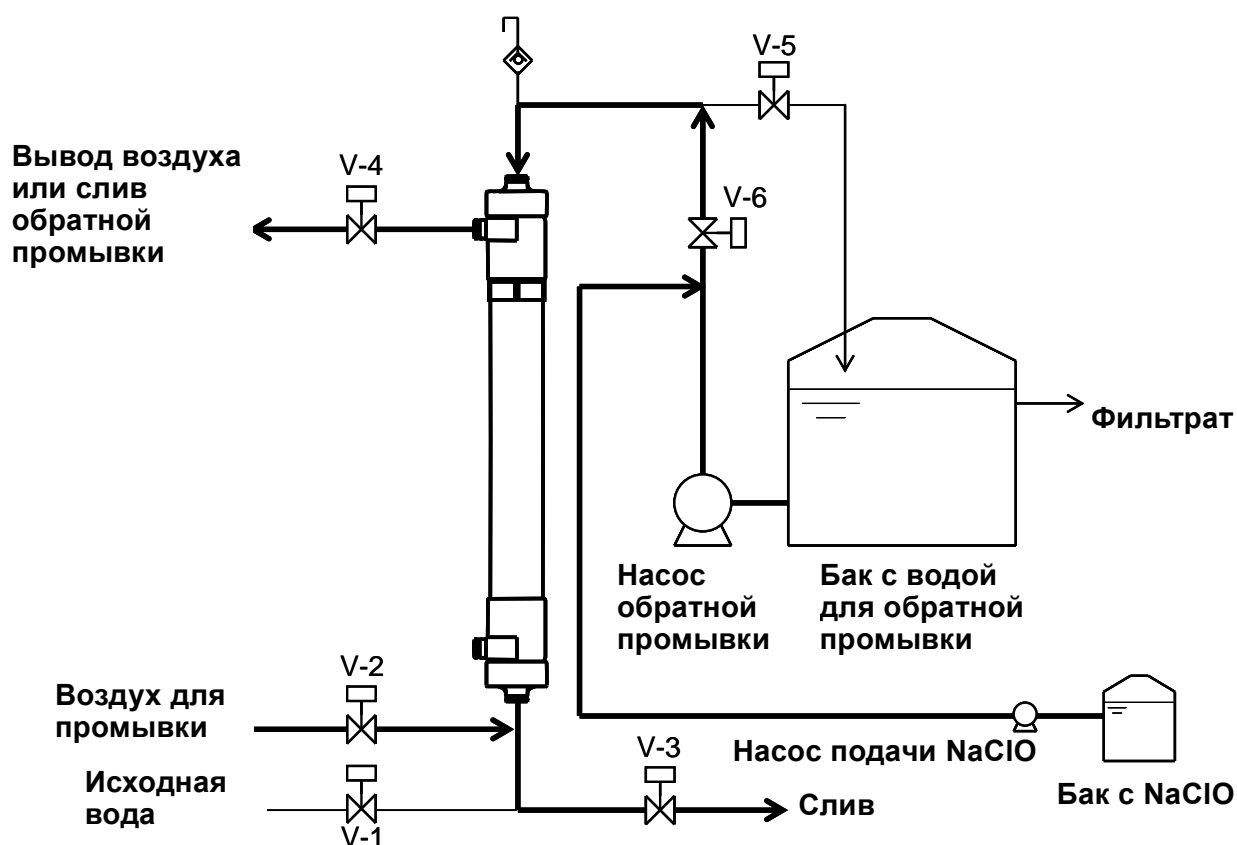 V-5
Вывод воздуха
или слив
обратной
промывки
V-4
V-6
Фильтрат
Насос
обратной
промывки
Бак с водой
для обратной
промывки
V-2
Воздух для
промывки
V-3
Насос подачи NaClO
Исходная
вода
V-1
Слив
Бак с NaClO